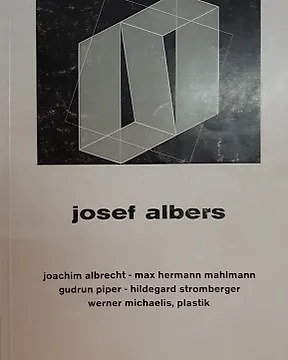 josef albers
joachim albrecht - max hermann mahlmann
gudrun piper - hildegard stromberger
werner michaelis, plastik